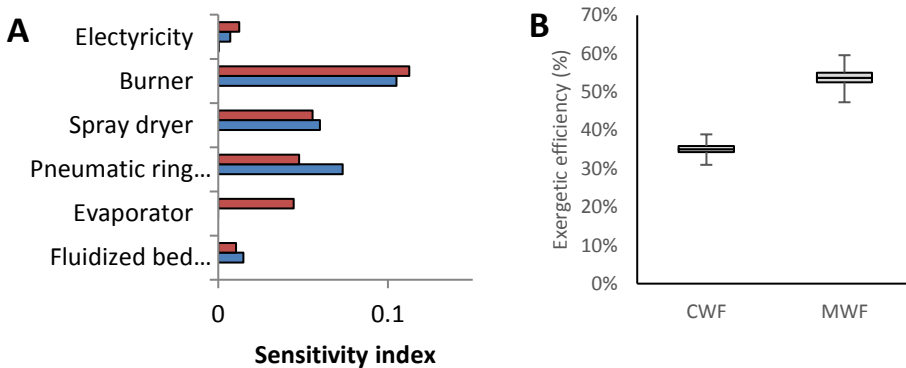 A
Electyricity
Burner
Spray dryer
Pneumatic ring...
Evaporator
Fluidized bed...
0
0.1
Sensitivity index
B
Exergetic efficiency (%)
70%
60%
50%
40%
30%
20%
10%
0%
CWF
MWF